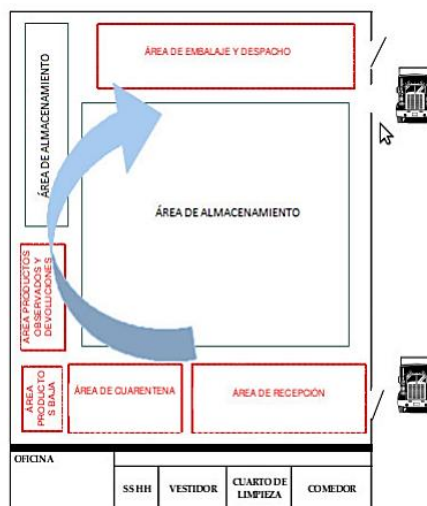 ÁREA DE EMBALAJE Y DESPACHO
ÁREA DE ALMACENAMIENTO
ÁREA DE ALMACENAMIENTO
ÁREA PRODUCTOS
OBSERVADOS Y
DEVOLUCIONES
ÁREA
PRODUCTO
S BAJA
ÁREA DE CUARENTENA
ÁREA DE RECEPCIÓN
OFICINA
SSHH
VESTIDOR
CUARTO DE
LIMPIEZA
COMEDOR